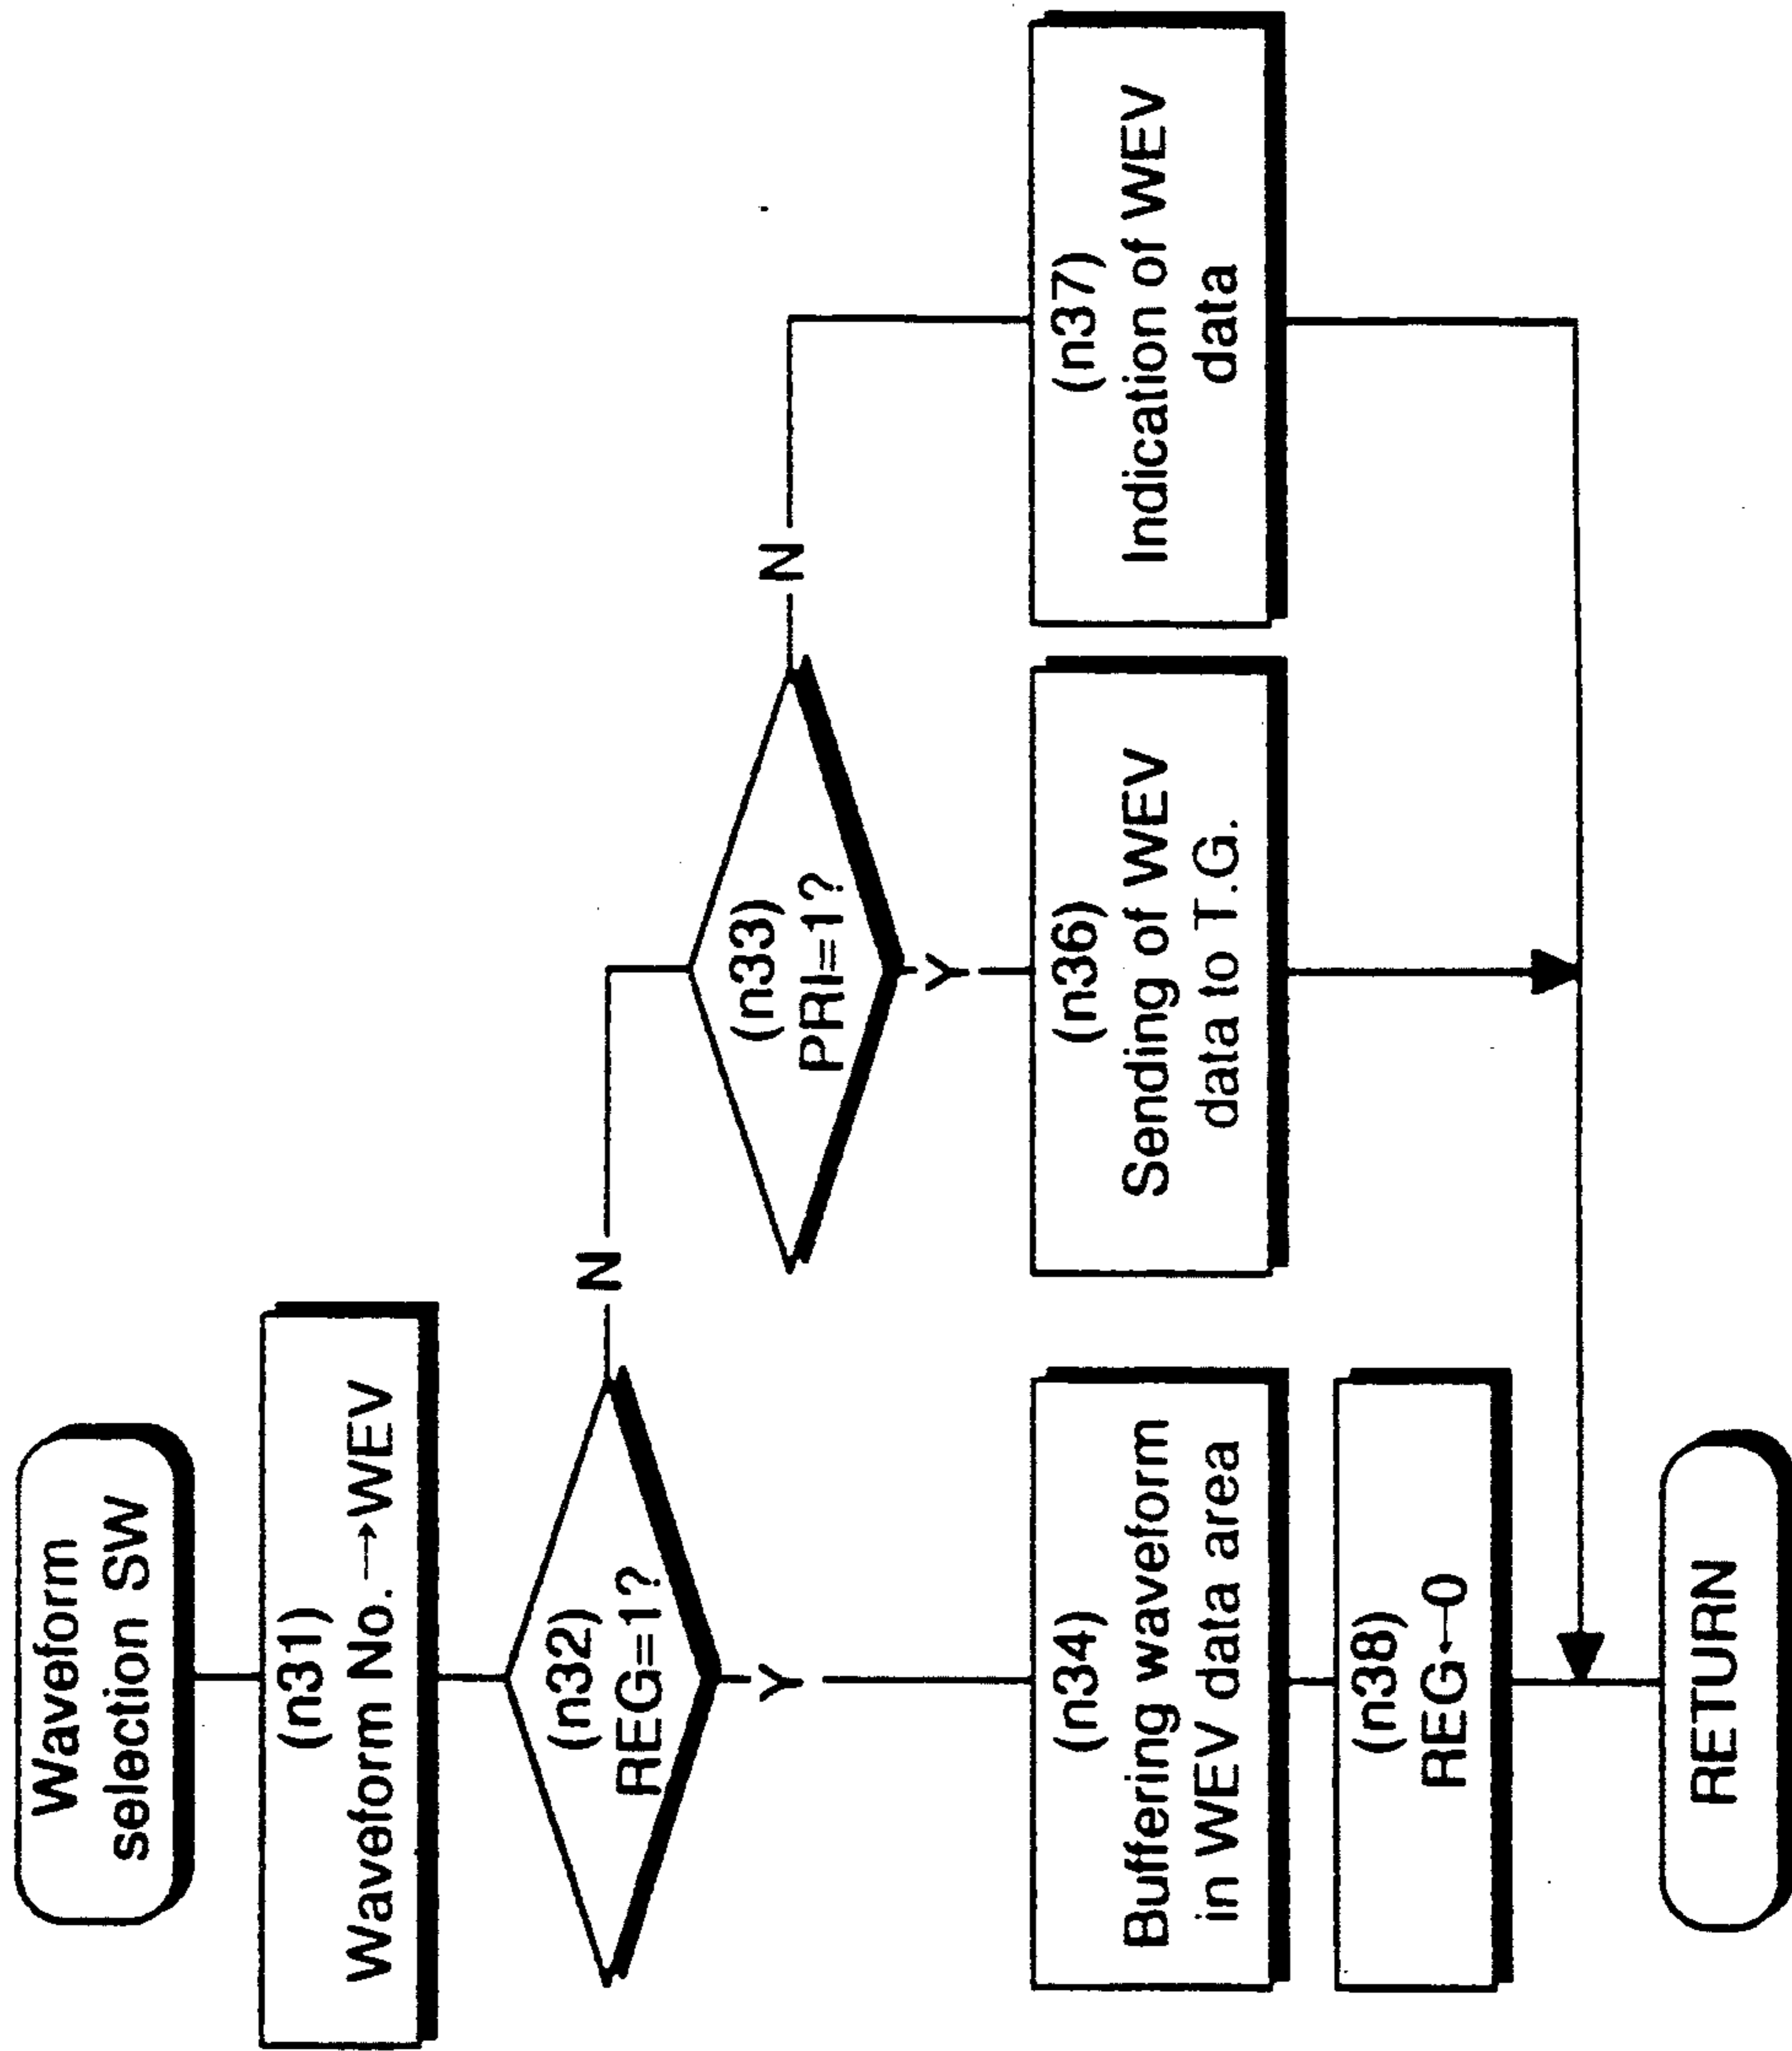 Waveform
selection SW
(n31)
Waveform No.→WEV
(n32)
REG=1?
N
Y
(n33)
PRI=1?
N
Y
(n34)
Buffering waveform
in WEV data area
(n36)
Sending of WEV
data to T.G.
(n37)
Indication of WEV
data
(n38)
REG←0
RETURN